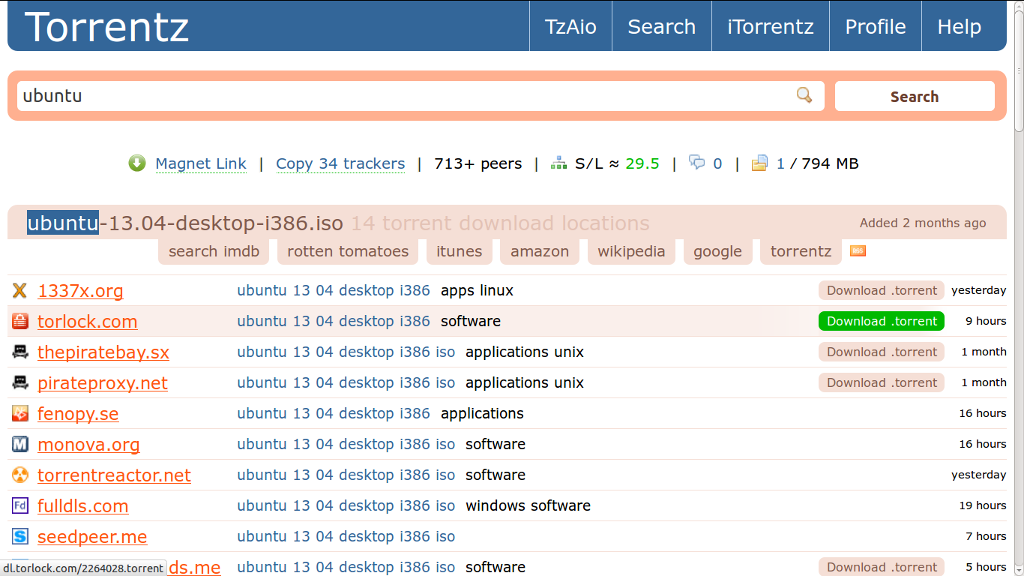 Torrentz TzAio Search iTorrentz Profile Help
ubuntu Search
Magnet Link | Copy 34 trackers | 713+ peers | S/L ≈ 29.5 | 0 | 1 / 794 MB
ubuntu-13.04-desktop-i386.iso 14 torrent download locations Added 2 months ago
search imdb rotten tomatoes itunes amazon wikipedia google torrentz
1337x.org ubuntu 13 04 desktop i386 apps linux Download .torrent yesterday
torlock.com ubuntu 13 04 desktop i386 software Download .torrent 9 hours
thepiratebay.sx ubuntu 13 04 desktop i386 iso applications unix Download .torrent 1 month
pirateproxy.net ubuntu 13 04 desktop i386 iso applications unix Download .torrent 1 month
fenopy.se ubuntu 13 04 desktop i386 applications 16 hours
M monova.org ubuntu 13 04 desktop i386 iso software 16 hours
torrentreactor.net ubuntu 13 04 desktop i386 iso software yesterday
Fd fulldls.com ubuntu 13 04 desktop i386 iso windows software 19 hours
S seedpeer.me ubuntu 13 04 desktop i386 iso 7 hours
dl.torlock.com/2264028.torrent ds.me ubuntu 13 04 desktop i386 iso software Download .torrent 5 hours